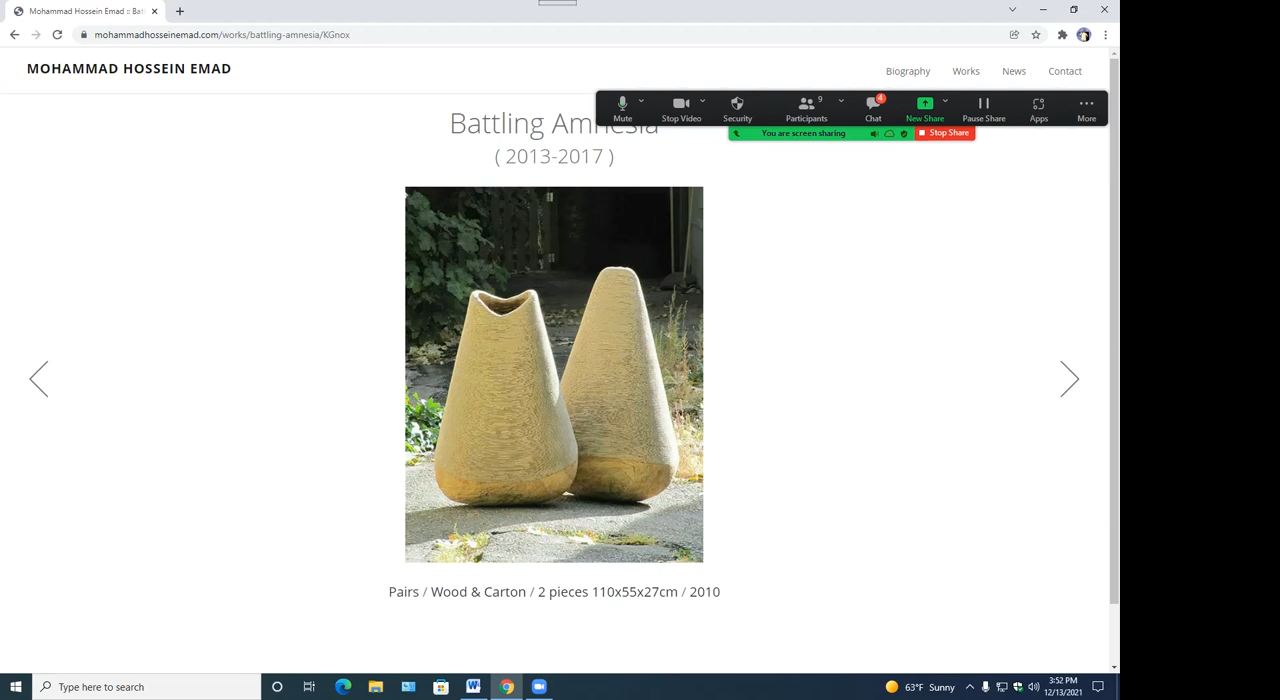 Mohammad Hossein Emad :: Bat
mohammadhosseinemad.com/works/battling-amnesia/KGnox
MOHAMMAD HOSSEIN EMAD
Biography Works News Contact
9 4
Mute Stop Video Security Participants Chat New Share Pause Share Apps More
You are screen sharing Stop Share
Battling Amnesia
( 2013-2017 )
Pairs / Wood & Carton / 2 pieces 110x55x27cm / 2010
Type here to search
63°F Sunny
3:52 PM
12/13/2021